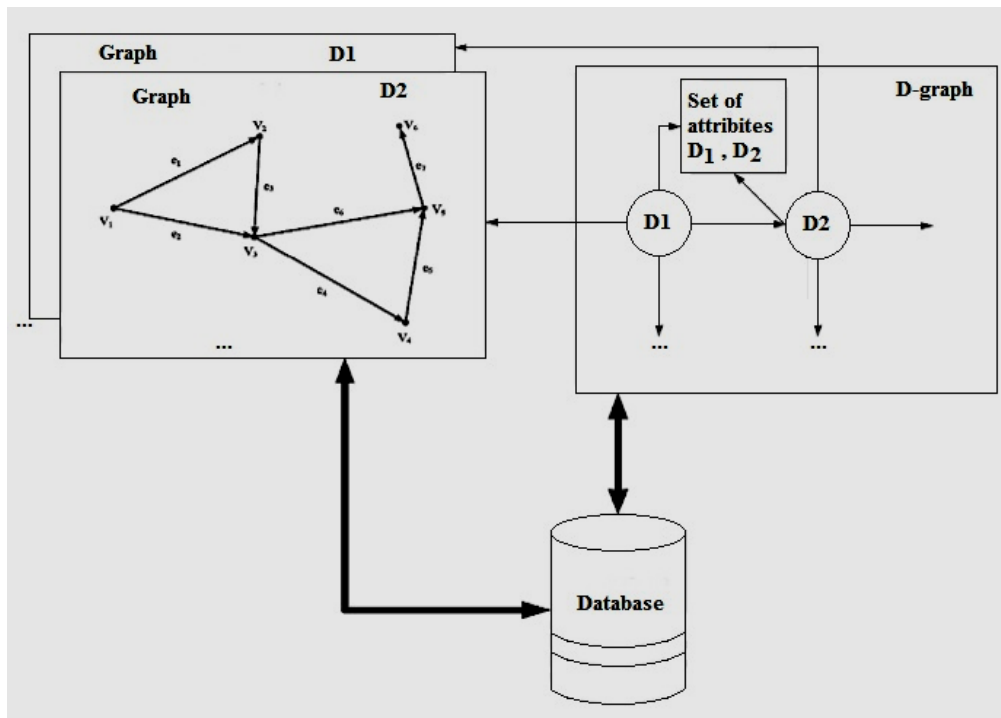 Graph D1
Graph D2
V2
V6
e1
e3
e7
V1
e2
V3
e6
V5
e4
e5
V4
...
...
D-graph
Set of
attribites
D1 , D2
D1
D2
...
...
Database